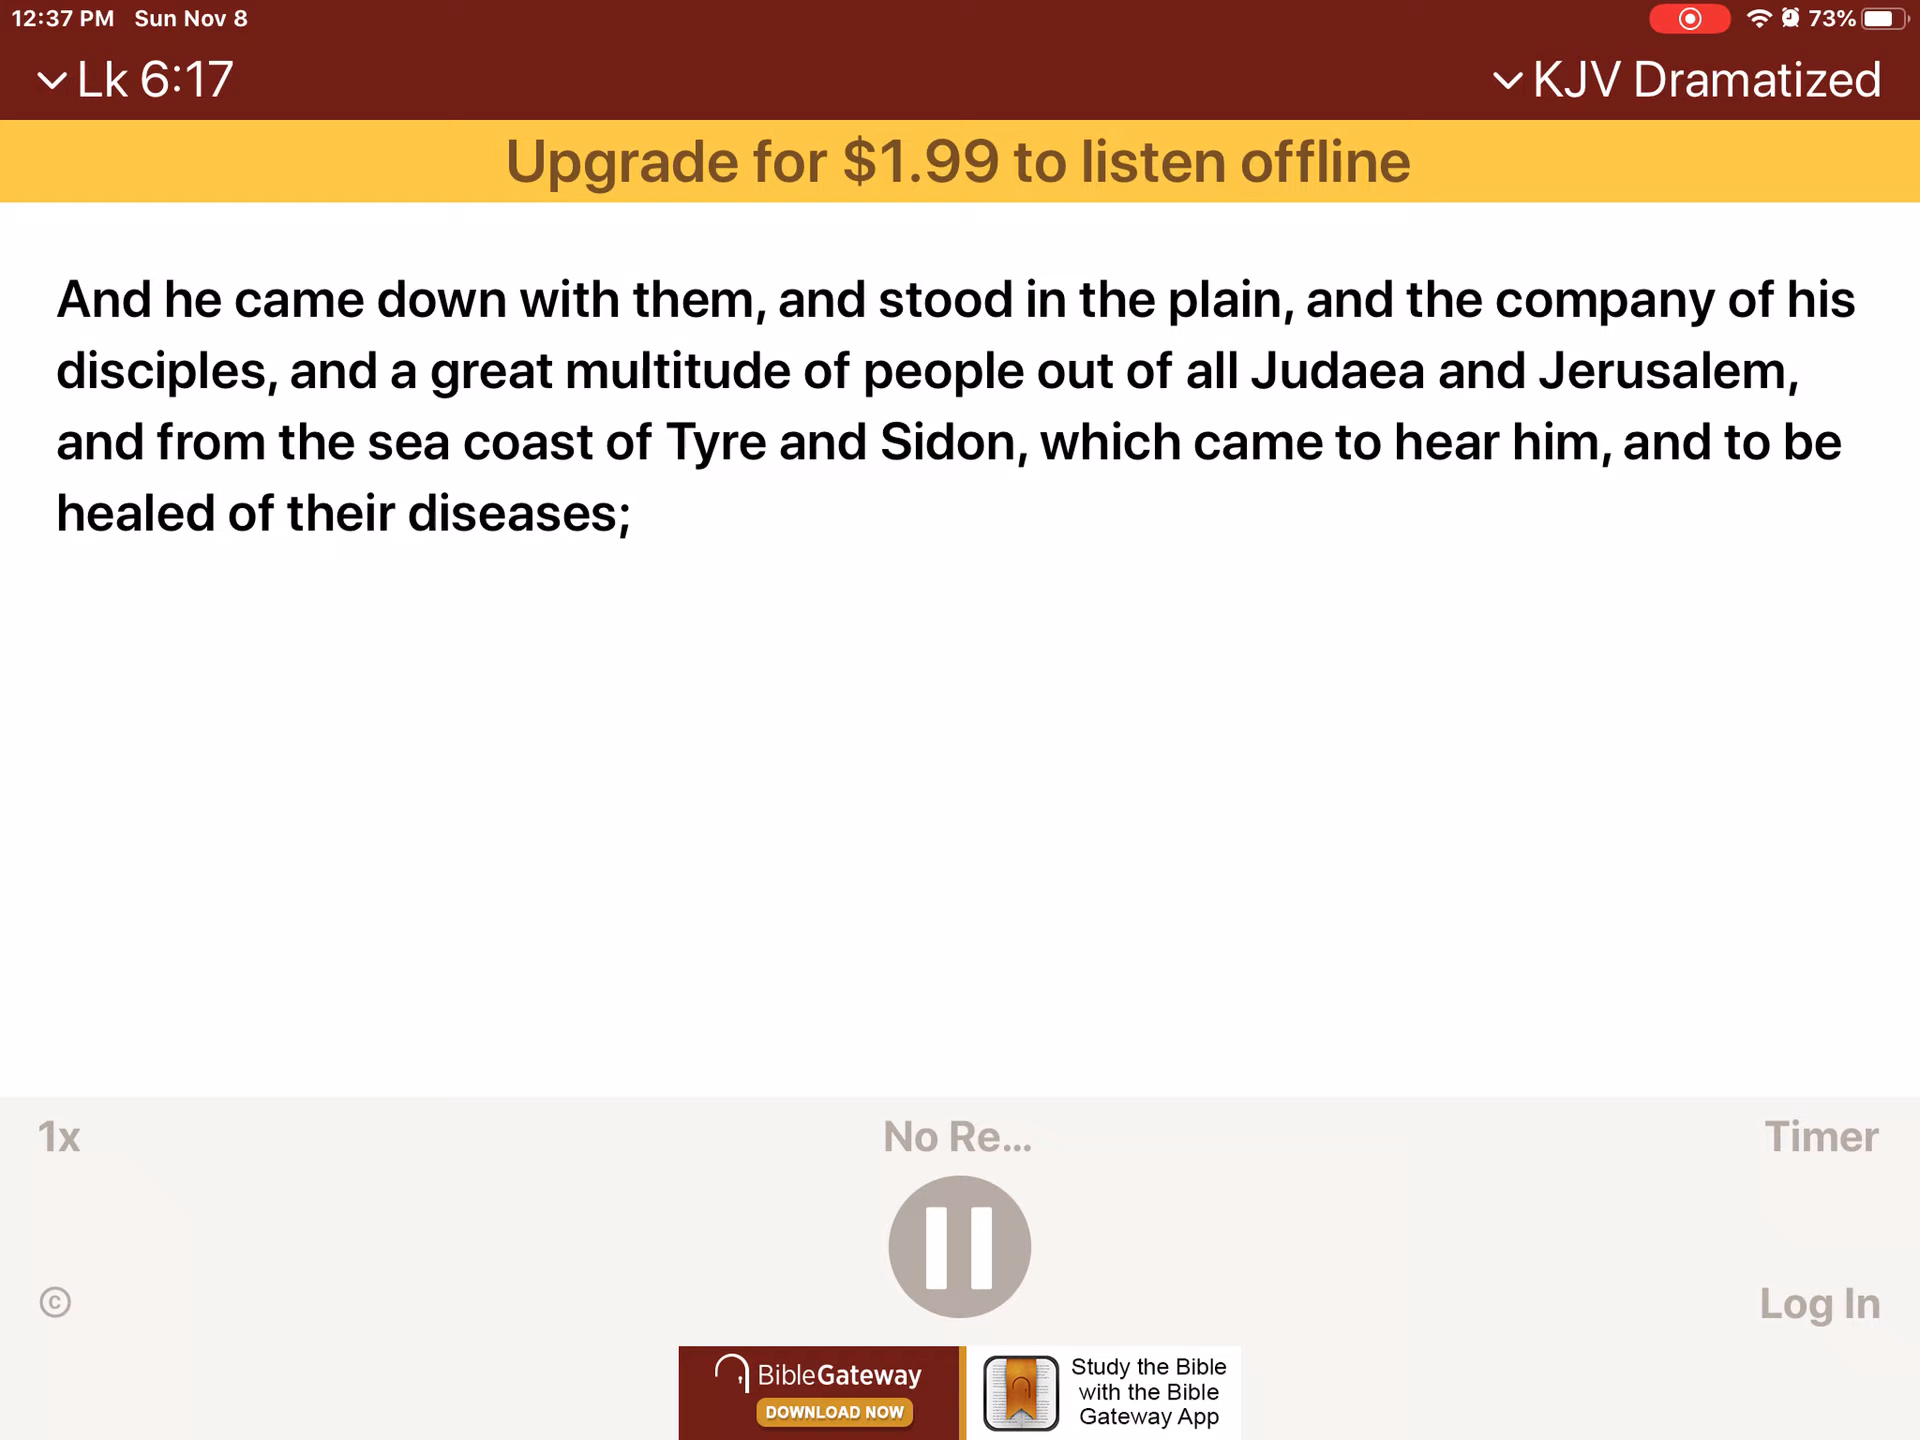 12:37 PM Sun Nov 8 73%
Lk 6:17 KJV Dramatized
Upgrade for $1.99 to listen offline
And he came down with them, and stood in the plain, and the company of his
disciples, and a great multitude of people out of all Judaea and Jerusalem,
and from the sea coast of Tyre and Sidon, which came to hear him, and to be
healed of their diseases;
1x No Re... Timer
© Log In
BibleGateway
DOWNLOAD NOW
Study the Bible
with the Bible
Gateway App